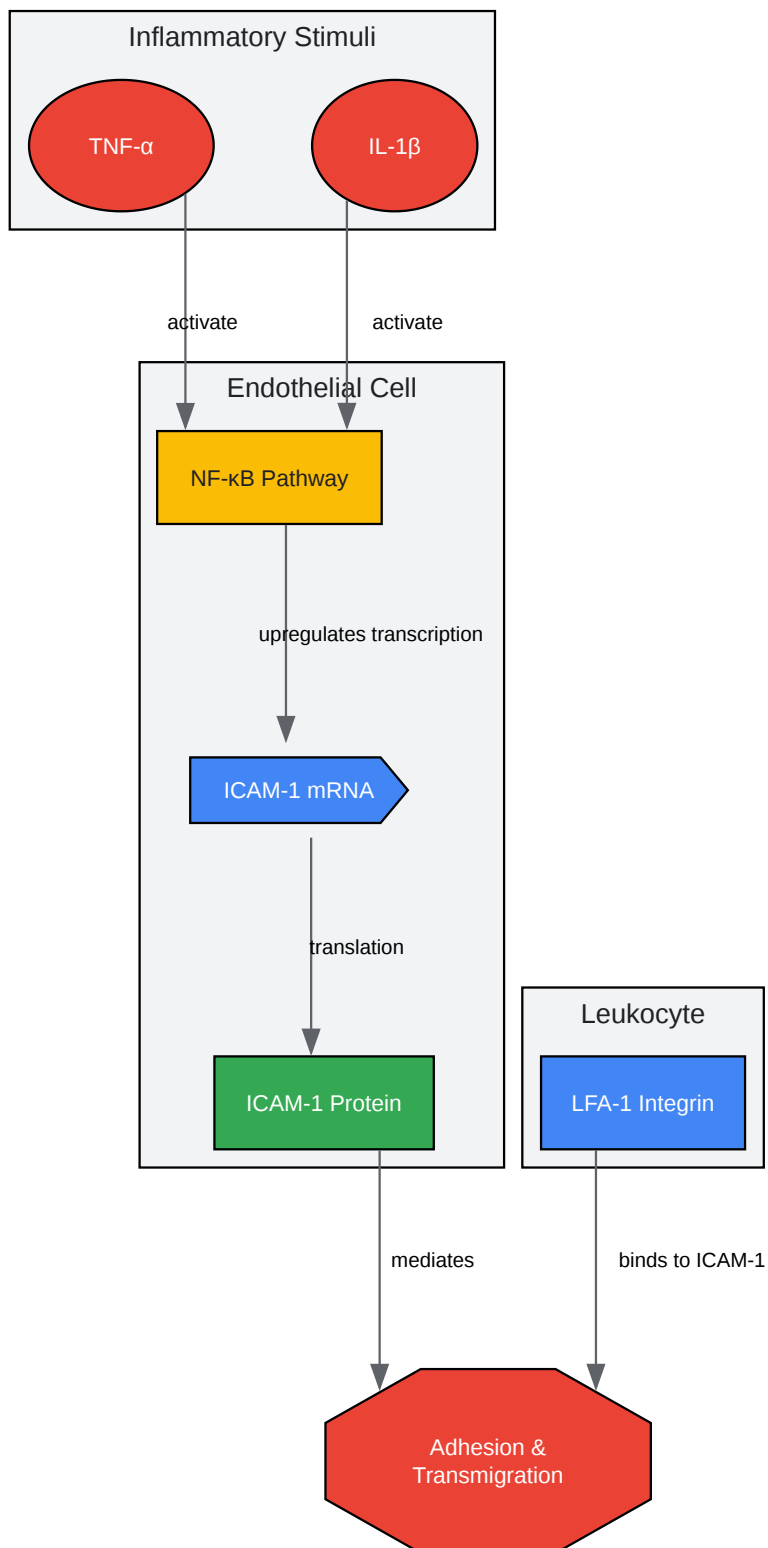 Inflammatory Stimuli
TNF-α
IL-1β
activate
activate
Endothelial Cell
NF-κB Pathway
upregulates transcription
ICAM-1 mRNA
translation
Leukocyte
ICAM-1 Protein
LFA-1 Integrin
mediates
binds to ICAM-1
Adhesion &
Transmigration